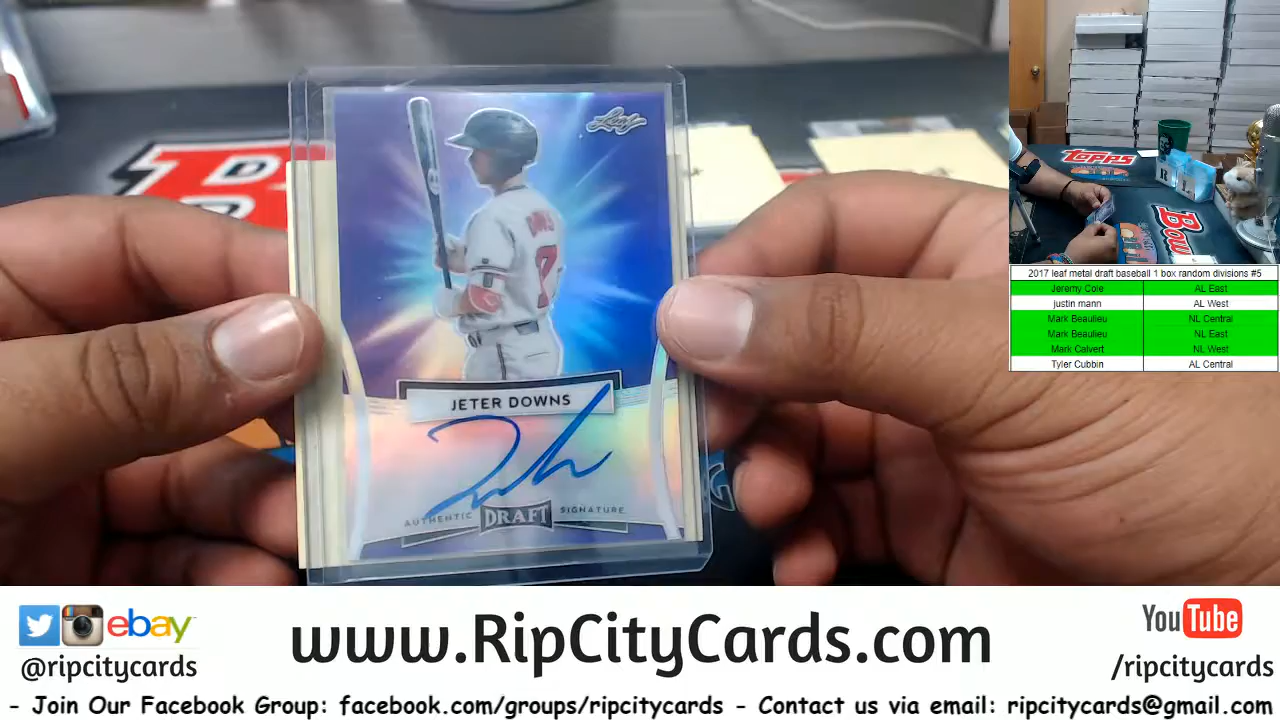 Leaf
DOWNS
JETER DOWNS
AUTHENTIC DRAFT SIGNATURE
TOPPS
2017 leaf metal draft baseball 1 box random divisions #5
Jeremy Cole AL East
justin mann AL West
Mark Beaulieu NL Central
Mark Beaulieu NL East
Mark Calvert NL West
Tyler Cubbin AL Central
ebay
@ripcitycards
www.RipCityCards.com
YouTube
/ripcitycards
- Join Our Facebook Group: facebook.com/groups/ripcitycards - Contact us via email: ripcitycards@gmail.com